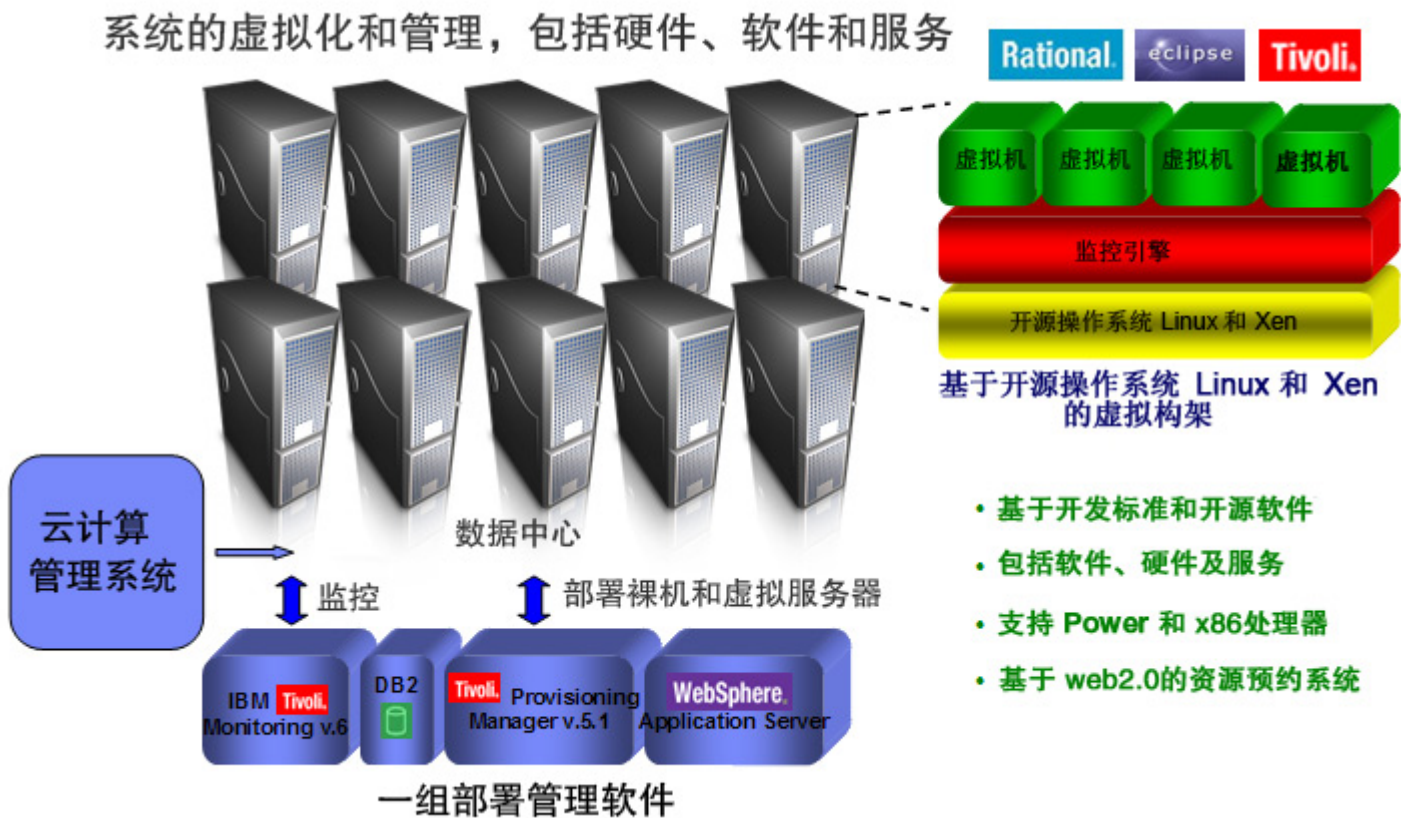 系统的虚拟化和管理，包括硬件、软件和服务
Rational.
eclipse
Tivoli.
虚拟机
虚拟机
虚拟机
虚拟机
监控引擎
开源操作系统 Linux 和 Xen
基于开源操作系统 Linux 和 Xen
的虚拟构架
云计算
管理系统
数据中心
监控
部署裸机和虚拟服务器
• 基于开发标准和开源软件
• 包括软件、硬件及服务
• 支持 Power 和 x86处理器
• 基于 web2.0的资源预约系统
IBM Tivoli.
Monitoring v.6
DB2
Tivoli. Provisioning
Manager v.5.1
WebSphere.
Application Server
一组部署管理软件